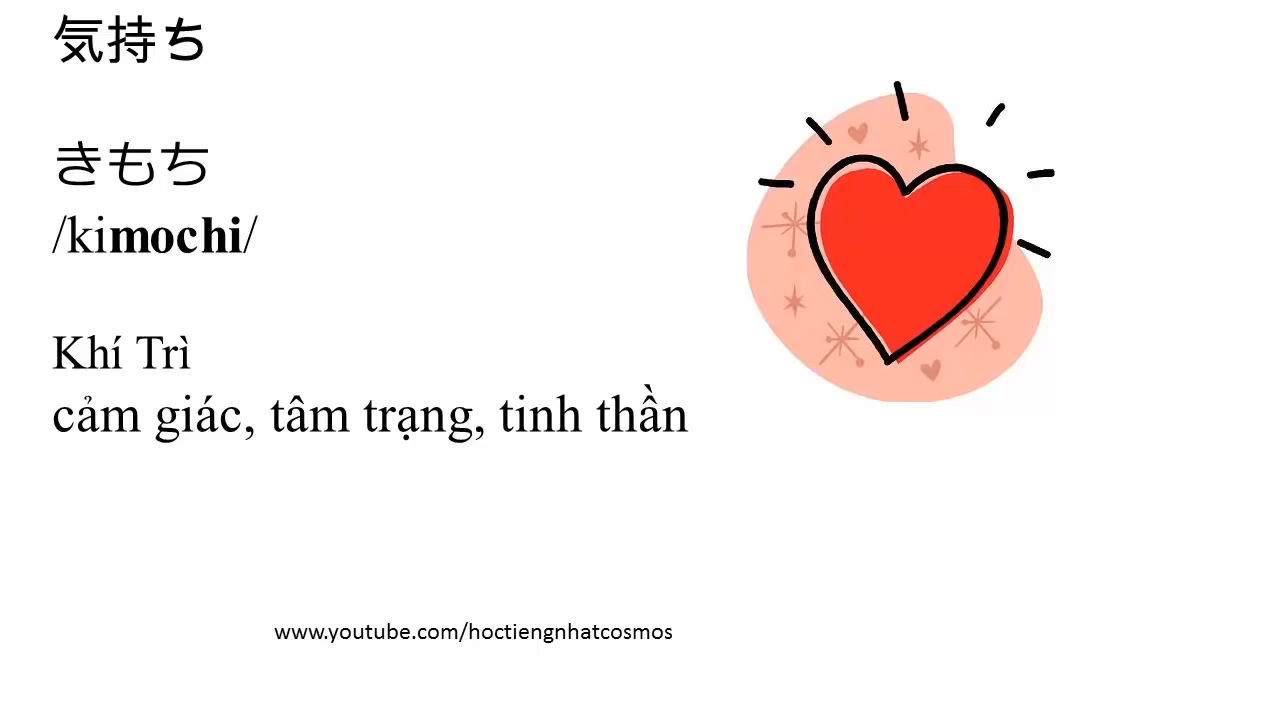 気持ち
きもち
/kimochi/
Khí Trì
cảm giác, tâm trạng, tinh thần
www.youtube.com/hoctiengnhatcosmos